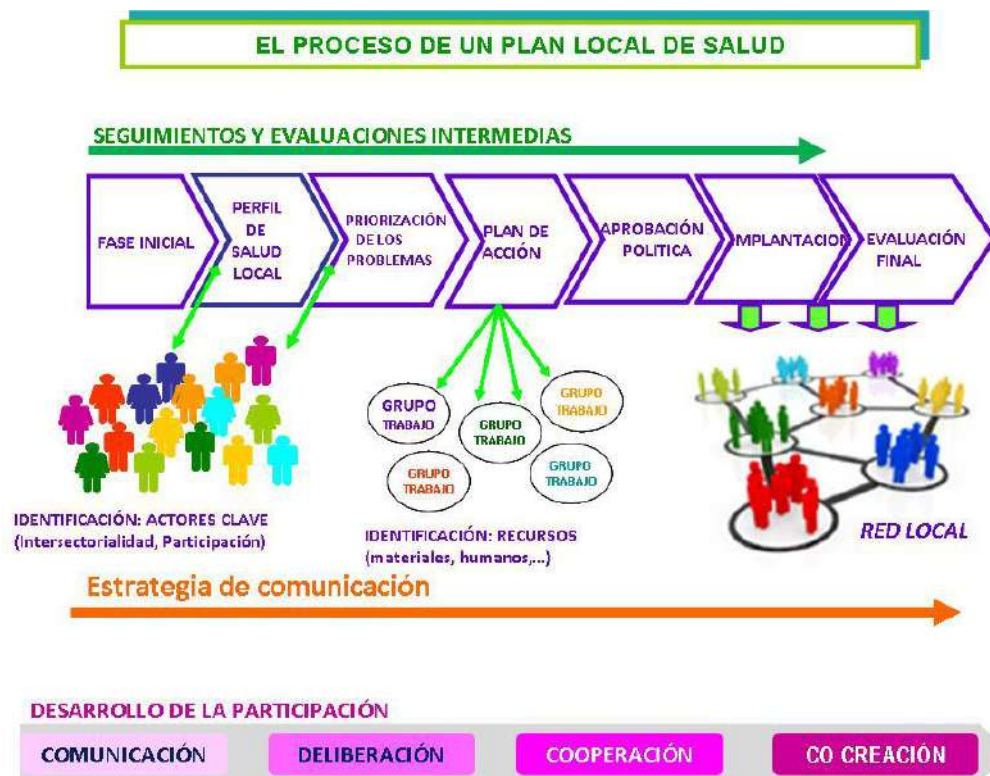 EL PROCESO DE UN PLAN LOCAL DE SALUD
SEGUIMIENTOS Y EVALUACIONES INTERMEDIAS
FASE INICIAL
PERFIL
DE
SALUD
LOCAL
PRIORIZACIÓN
DE LOS
PROBLEMAS
PLAN DE
ACCIÓN
APROBACIÓN
POLITICA
MPLANTACION
EVALUACIÓN
FINAL
GRUPO
TRABAJO
GRUPO
TRABAJO
GRUPO
TRABAJO
GRUPO
TRABAJO
GRUPO
TRABAJO
IDENTIFICACIÓN: ACTORES CLAVE
(Intersectorialidad, Participación)
IDENTIFICACIÓN: RECURSOS
(materiales, humanos,...)
RED LOCAL
Estrategia de comunicación
DESARROLLO DE LA PARTICIPACIÓN
COMUNICACIÓN
DELIBERACIÓN
COOPERACIÓN
CO CREACIÓN